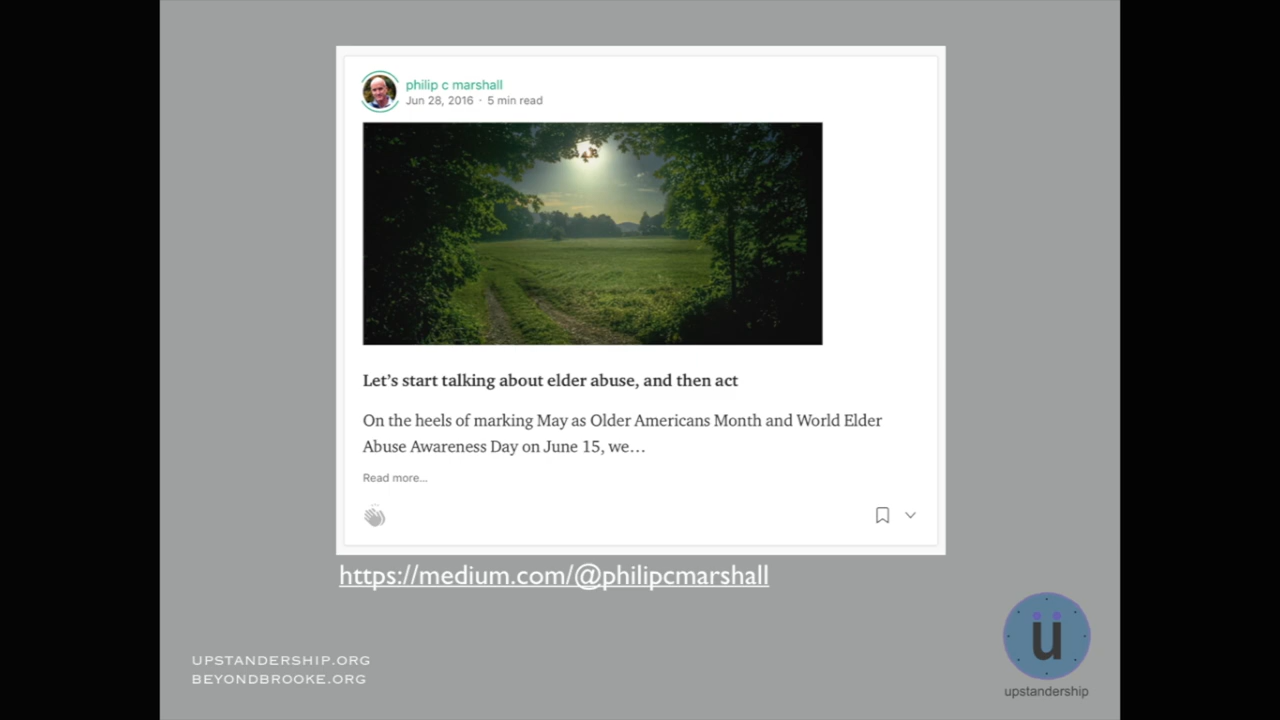 philip c marshall
Jun 28, 2016 · 5 min read
Let’s start talking about elder abuse, and then act
On the heels of marking May as Older Americans Month and World Elder
Abuse Awareness Day on June 15, we…
Read more…
https://medium.com/@philipcmarshall
UPSTANDERSHIP.ORG
BEYONDBROOKE.ORG
ü
upstandership